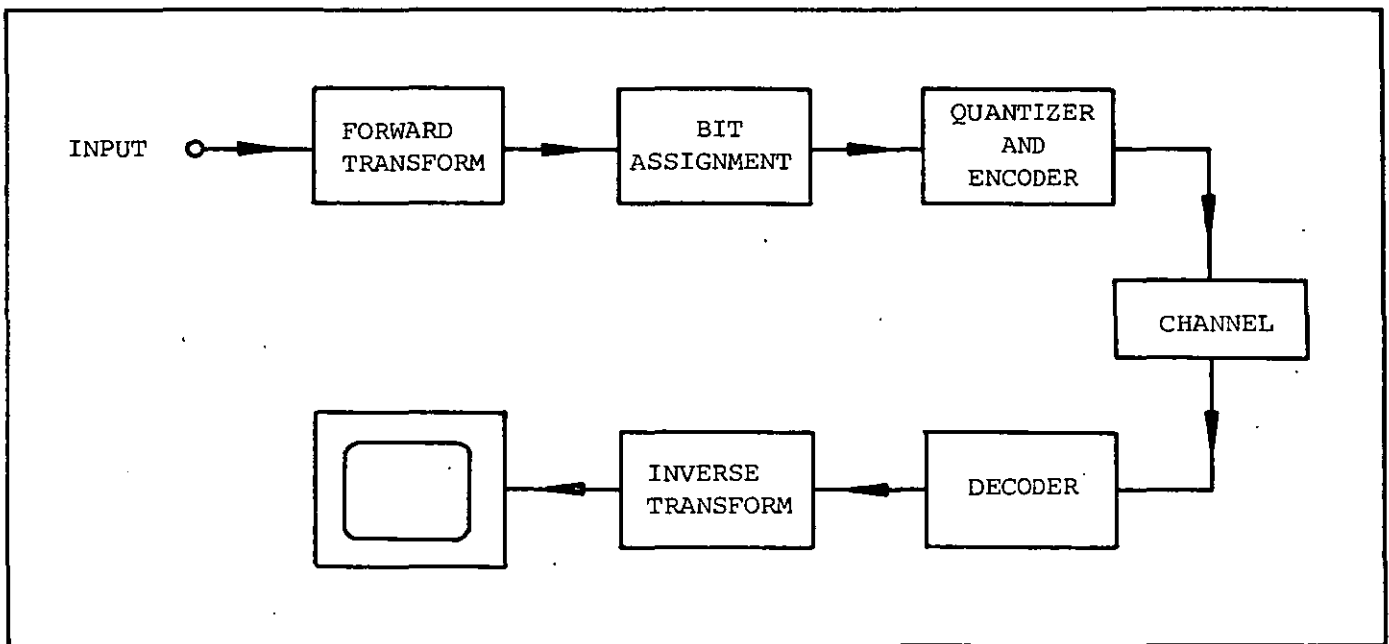 INPUT
FORWARD
TRANSFORM
BIT
ASSIGNMENT
QUANTIZER
AND
ENCODER
CHANNEL
DECODER
INVERSE
TRANSFORM